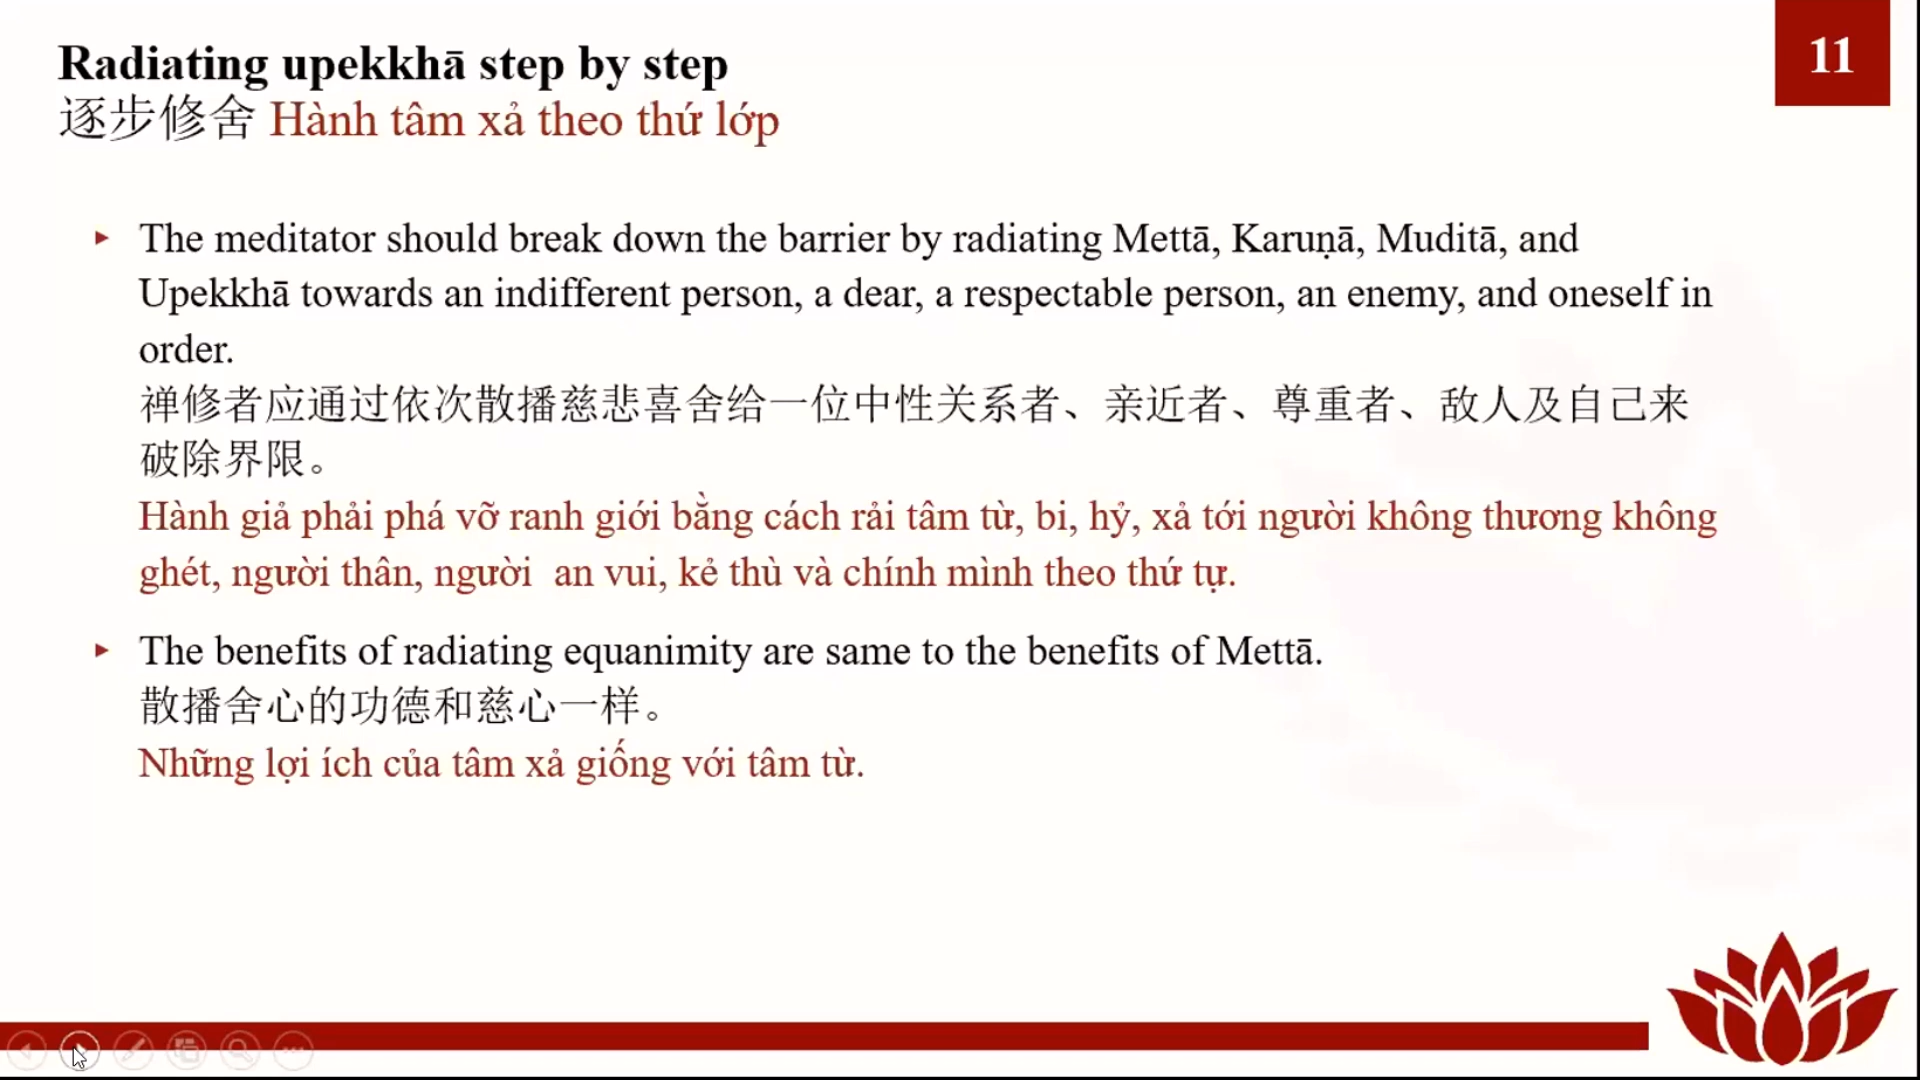 Radiating upekkhā step by step
11
逐步修舍 Hành tâm xả theo thứ lớp
The meditator should break down the barrier by radiating Mettā, Karuṇā, Muditā, and
Upekkhā towards an indifferent person, a dear, a respectable person, an enemy, and oneself in
order.
禅修者应通过依次散播慈悲喜舍给一位中性关系者、亲近者、尊重者、敌人及自己来
破除界限。
Hành giả phải phá vỡ ranh giới bằng cách rải tâm từ, bi, hỷ, xả tới người không thương không
ghét, người thân, người an vui, kẻ thù và chính mình theo thứ tự.
The benefits of radiating equanimity are same to the benefits of Mettā.
散播舍心的功德和慈心一样。
Những lợi ích của tâm xả giống với tâm từ.